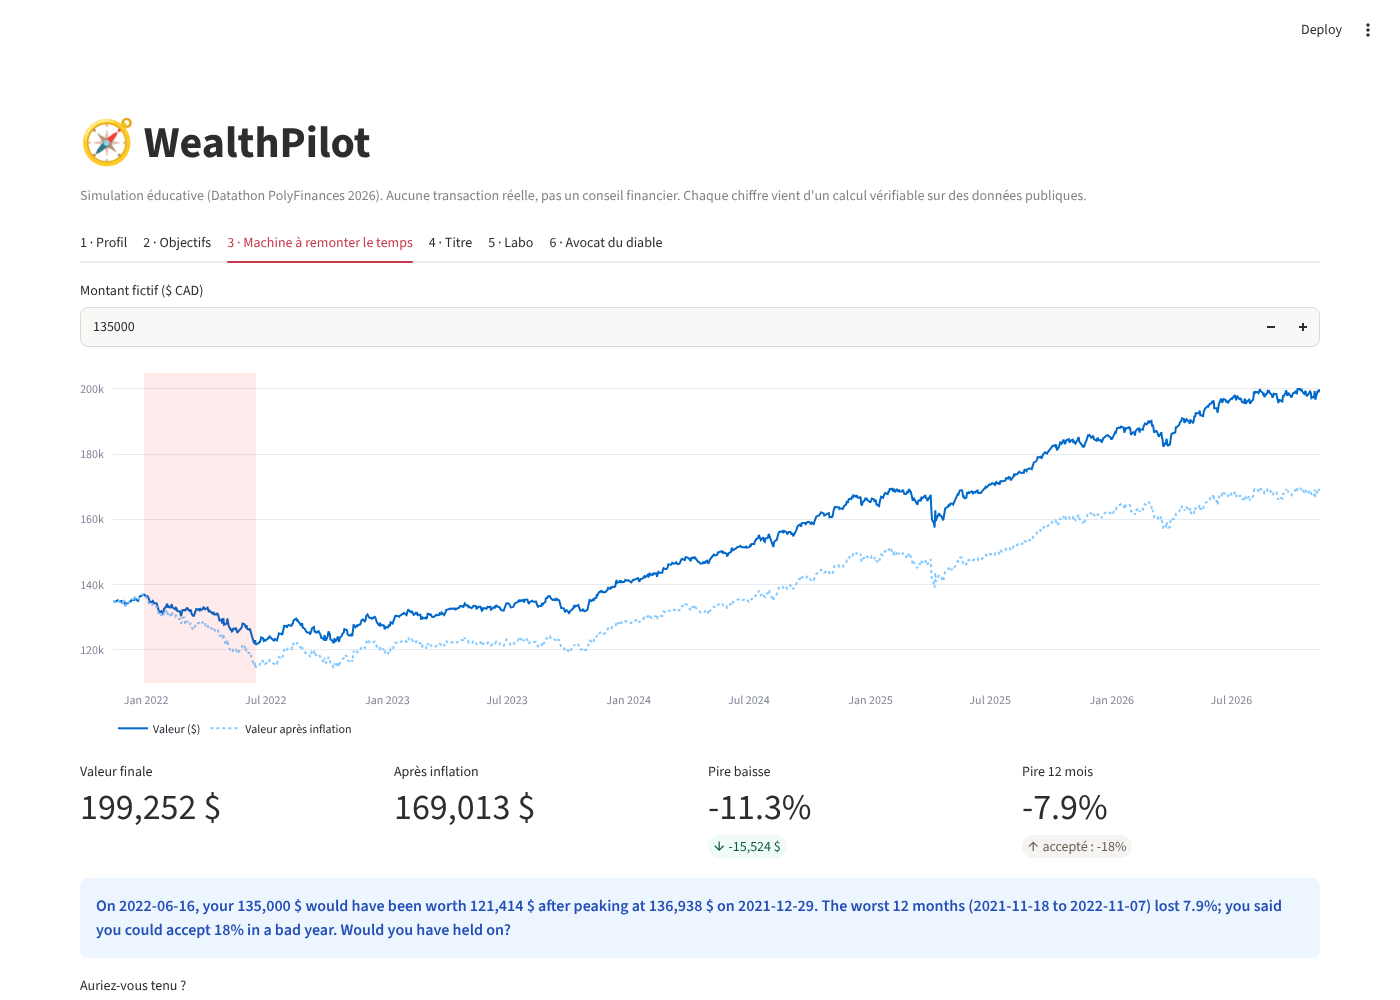 Deploy
WealthPilot
Simulation éducative (Datathon PolyFinances 2026). Aucune transaction réelle, pas un conseil financier. Chaque chiffre vient d'un calcul vérifiable sur des données publiques.
1 · Profil 2 · Objectifs 3 · Machine à remonter le temps 4 · Titre 5 · Labo 6 · Avocat du diable
Montant fictif ($ CAD)
135000
200k
180k
160k
140k
120k
Jan 2022 Jul 2022 Jan 2023 Jul 2023 Jan 2024 Jul 2024 Jan 2025 Jul 2025 Jan 2026 Jul 2026
Valeur ($) Valeur après inflation
Valeur finale Après inflation Pire baisse Pire 12 mois
199,252 $ 169,013 $ -11.3% -7.9%
↓ -15,524 $ ↑ accepté : -18%
On 2022-06-16, your 135,000 $ would have been worth 121,414 $ after peaking at 136,938 $ on 2021-12-29. The worst 12 months (2021-11-18 to 2022-11-07) lost 7.9%; you said
you could accept 18% in a bad year. Would you have held on?
Auriez-vous tenu ?